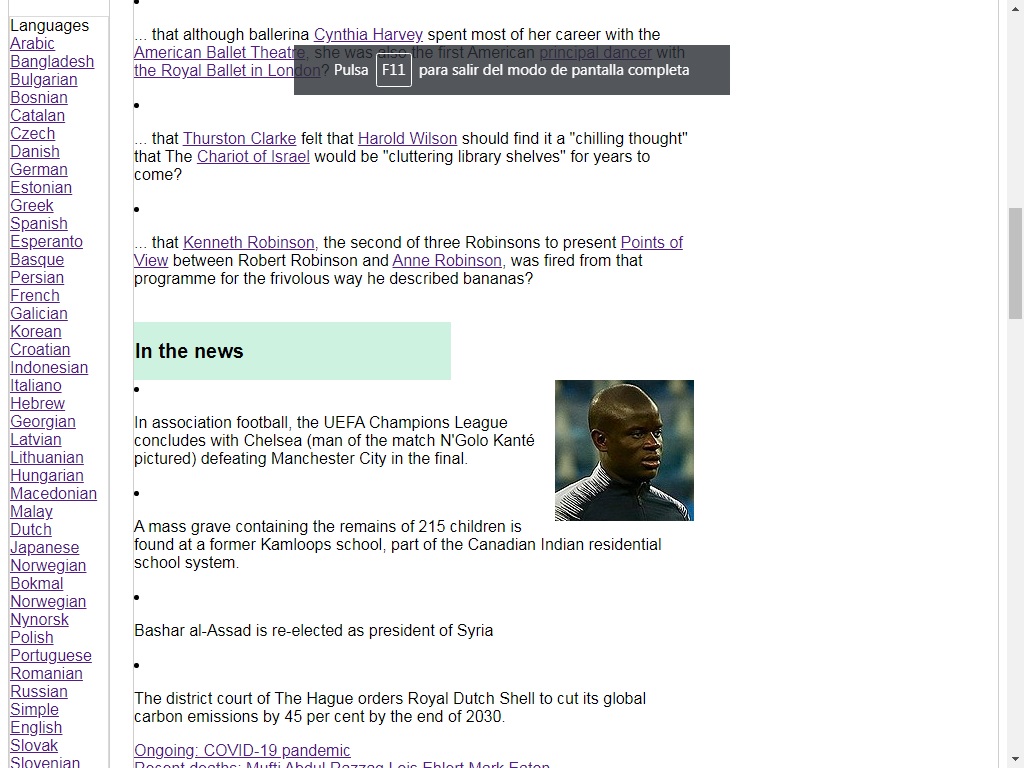 Languages
Arabic
Bangladesh
Bulgarian
Bosnian
Catalan
Czech
Danish
German
Estonian
Greek
Spanish
Esperanto
Basque
Persian
French
Galician
Korean
Croatian
Indonesian
Italiano
Hebrew
Georgian
Latvian
Lithuanian
Hungarian
Macedonian
Malay
Dutch
Japanese
Norwegian
Bokmal
Norwegian
Nynorsk
Polish
Portuguese
Romanian
Russian
Simple
English
Slovak
Slovenian
... that although ballerina Cynthia Harvey spent most of her career with the
American Ballet Theatre, she was also the first American principal dancer with
the Royal Ballet in London?
Pulsa F11 para salir del modo de pantalla completa
... that Thurston Clarke felt that Harold Wilson should find it a "chilling thought"
that The Chariot of Israel would be "cluttering library shelves" for years to
come?
... that Kenneth Robinson, the second of three Robinsons to present Points of
View between Robert Robinson and Anne Robinson, was fired from that
programme for the frivolous way he described bananas?
In the news
In association football, the UEFA Champions League
concludes with Chelsea (man of the match N'Golo Kanté
pictured) defeating Manchester City in the final.
A mass grave containing the remains of 215 children is
found at a former Kamloops school, part of the Canadian Indian residential
school system.
Bashar al-Assad is re-elected as president of Syria
The district court of The Hague orders Royal Dutch Shell to cut its global
carbon emissions by 45 per cent by the end of 2030.
Ongoing: COVID-19 pandemic
Recent deaths: Mufti Abdul Razzaq Lois Ehlert Mark Eaton